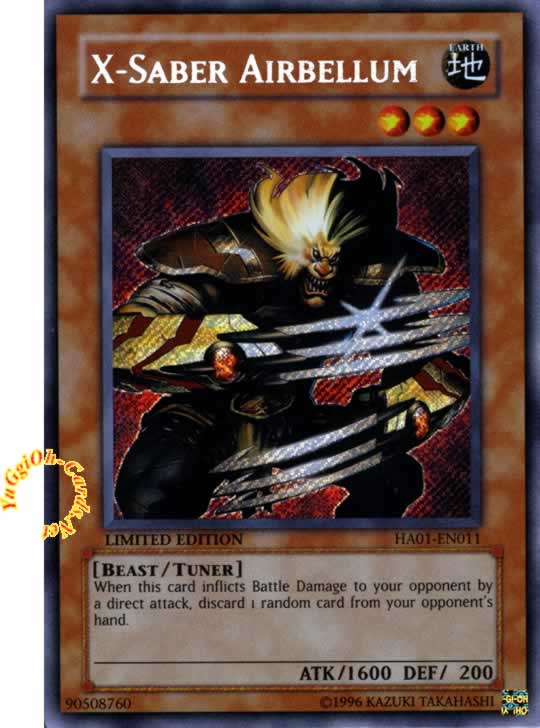 X-SABER AIRBELLUM
EARTH
地
YuGgiOh-Cards.Net
LIMITED EDITION
HA01-EN011
[BEAST/TUNER]
When this card inflicts Battle Damage to your opponent by
a direct attack, discard 1 random card from your opponent's
hand.
ATK/1600 DEF/ 200
90508760
©1996 KAZUKI TAKAHASHI